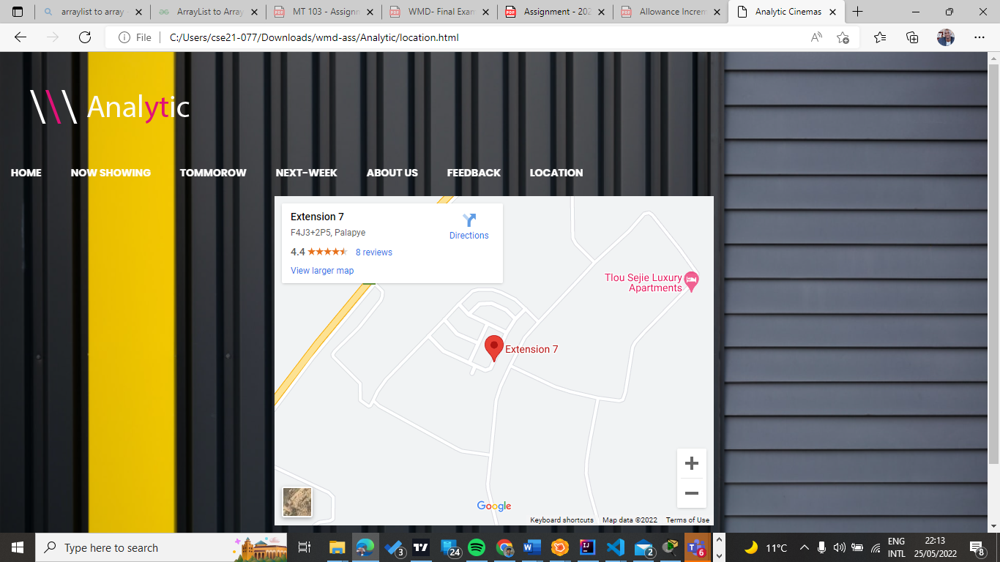 arraylist to array
ArrayList to Array
MT 103 - Assignm
WMD- Final Exam
Assignment - 202
Allowance Increm
Analytic Cinemas
File
C:/Users/cse21-077/Downloads/wmd-ass/Analytic/location.html
Analytic
HOME NOW SHOWING TOMMOROW NEXT-WEEK ABOUT US FEEDBACK LOCATION
Extension 7
F4J3+2P5, Palapye
Directions
4.4 8 reviews
View larger map
Tlou Sejie Luxury
Apartments
Extension 7
Google
Keyboard shortcuts Map data ©2022 Terms of Use
Type here to search
3
24
2
6
11°C
ENG
INTL
22:13
25/05/2022
8